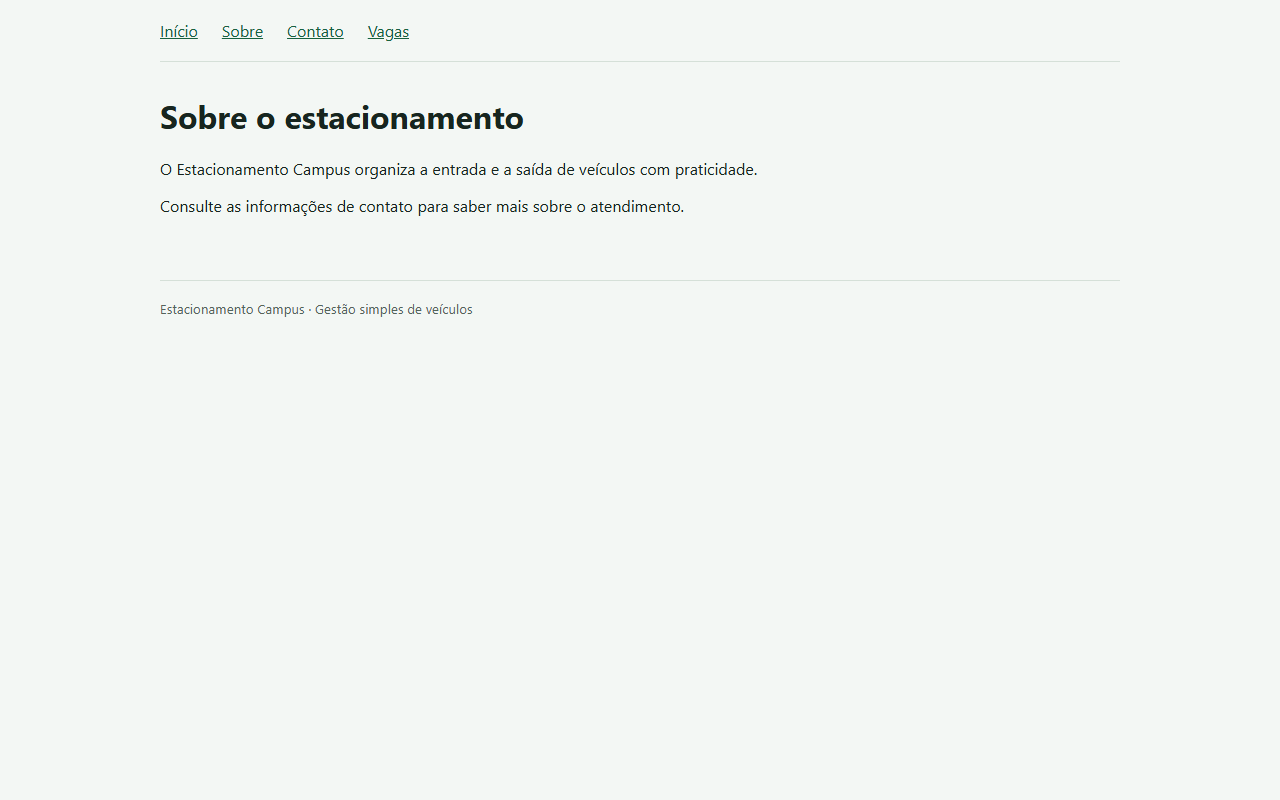 Início Sobre Contato Vagas
Sobre o estacionamento
O Estacionamento Campus organiza a entrada e a saída de veículos com praticidade.
Consulte as informações de contato para saber mais sobre o atendimento.
Estacionamento Campus · Gestão simples de veículos